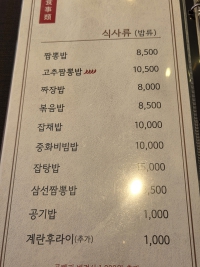 食事類
식사류 (밥류)
짬뽕밥 8,500
고추짬뽕밥 10,500
짜장밥 8,000
볶음밥 8,500
잡채밥 10,000
중화비빔밥 10,000
잡탕밥
삼선짬뽕밥
공기밥 1,000
계란후라이(추가) 1,000